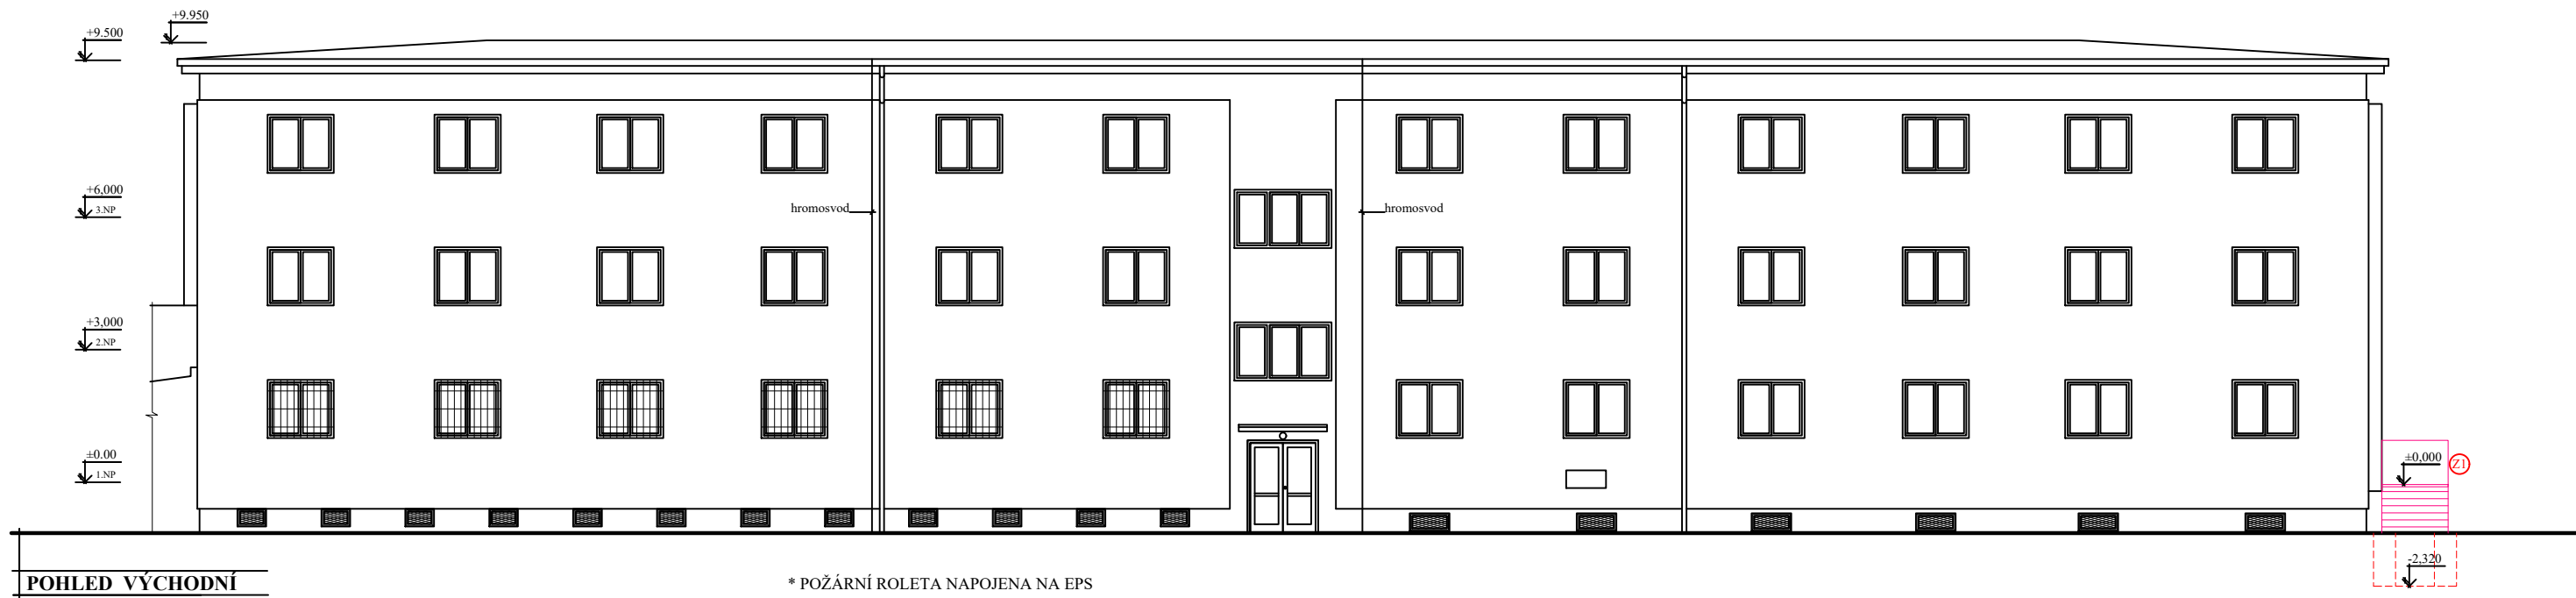 +9.950
+9.500
+6,000
3.NP
hromosvod
hromosvod
+3,000
2.NP
±0.00
1.NP
±0,000
Z1
-2,320
POHLED VÝCHODNÍ
* POŽÁRNÍ ROLETA NAPOJENA NA EPS